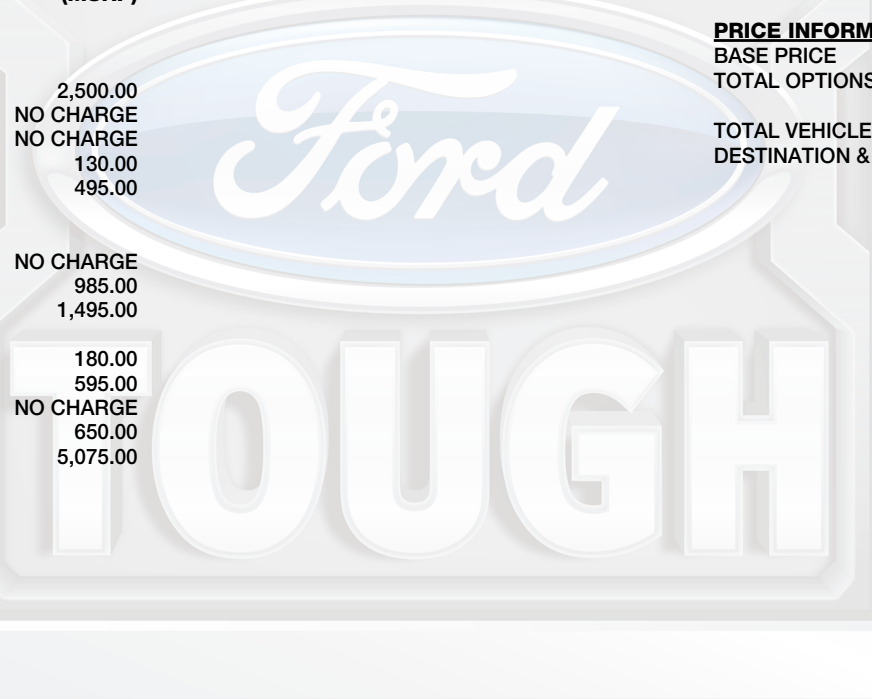 2,500.00
NO CHARGE
NO CHARGE
130.00
495.00
NO CHARGE
985.00
1,495.00
180.00
595.00
NO CHARGE
650.00
5,075.00
PRICE INFORM
BASE PRICE
TOTAL OPTIONS
TOTAL VEHICLE
DESTINATION &
Ford
TOUGH